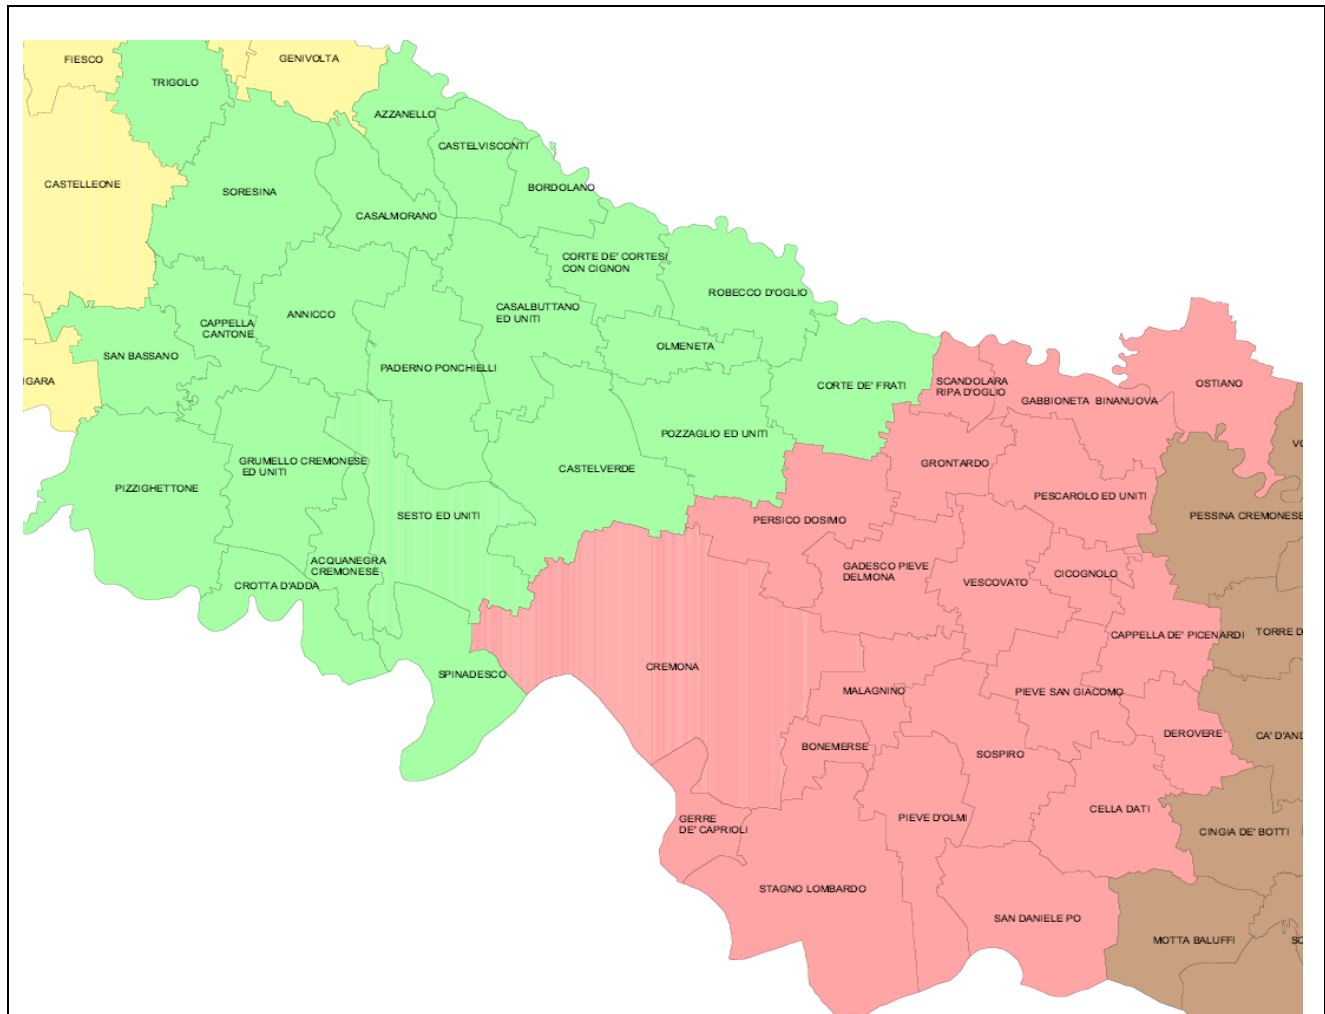 FIESCO
GENIVOLTA
TRIGOLO
AZZANELLO
CASTELVISCONTI
CASTELLEONE
SORESINA
BORDOLANO
CASALMORANO
CORTE DE' CORTESI
CON CIGNON
ROBECCO D'OGLIO
CASALBUTTANO
ED UNITI
ANNICCO
CAPPELLA
CANTONE
OLMENETA
SAN BASSANO
PADERNO PONCHIELLI
IGARA
CORTE DE' FRATI
SCANDOLARA
RIPA D'OGLIO
OSTIANO
GABBIONETA BINANUOVA
POZZAGLIO ED UNITI
VO
GRUMELLO CREMONESE
ED UNITI
CASTELVERDE
GRONTARDO
PIZZIGHETTONE
PESCAROLO ED UNITI
SESTO ED UNITI
PERSICO DOSIMO
PESSINA CREMONESE
ACQUANEGRA
CREMONESE
GADESCO PIEVE
DELMONA
CICOGNOLO
CROTTA D'ADDA
VESCOVATO
CAPPELLA DE' PICENARDI
TORRE D
CREMONA
SPINADESCO
MALAGNINO
PIEVE SAN GIACOMO
DEROVERE
CA' D'AND
BONEMERSE
SOSPIRO
CELLA DATI
GERRE
DE' CAPRIOLI
PIEVE D'OLMI
CINGIA DE' BOTTI
STAGNO LOMBARDO
SAN DANIELE PO
MOTTA BALUFFI
SC